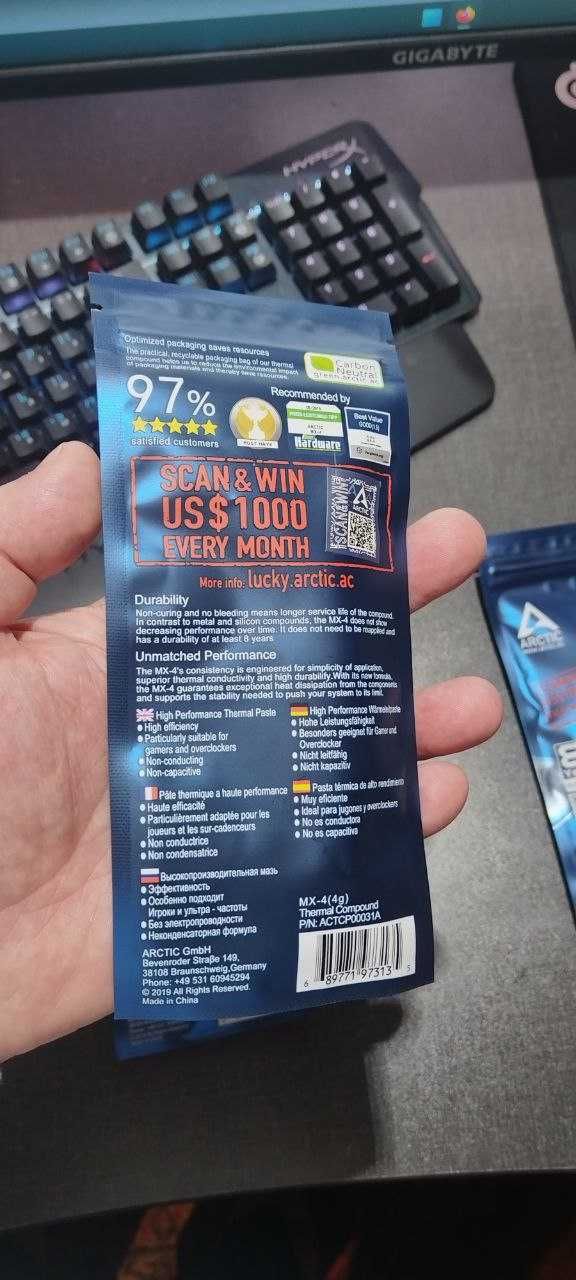 GIGABYTE
HYPERX
Optimized packaging saves resources
The practical, recyclable packaging bag of our thermal
compound helps us to reduce the environmental impact
of packaging materials and thereby save resources.
Carbon
Neutral
green.arctic.ac
97%
satisfied customers
Recommended by
Hardware
Best Value
SCAN & WIN
US$1000
EVERY MONTH
SCAN&WIN
ARCTIC
More info: lucky.arctic.ac
Durability
Non-curing and no bleeding means longer service life of the compound.
In contrast to metal and silicon compounds, the MX-4 does not show
decreasing performance over time. It does not need to be reapplied and
has a durability of at least 8 years
Unmatched Performance
The MX-4's consistency is engineered for simplicity of application,
superior thermal conductivity and high durability.With its new formula,
the MX-4 guarantees exceptional heat dissipation from the components
and supports the stability needed to push your system to its limit.
High Performance Thermal Paste
● High efficiency
● Particularly suitable for
gamers and overclockers
● Non-conducting
● Non-capacitive
High Performance Wärmeleitpaste
● Hohe Leistungsfähigkeit
● Besonders geeignet für Gamer und
Overclocker
● Nicht leitfähig
● Nicht kapazitiv
Pâte thermique a haute performance
● Haute efficacité
● Particulièrement adaptée pour les
joueurs et les sur-cadenceurs
● Non conductrice
● Non condensatrice
Pasta térmica de alto rendimiento
● Muy eficiente
● Ideal para jugones y overclockers
● No es conductora
● No es capacitiva
Высокопроизводительная мазь
● Эффективность
● Особенно подходит
Игроки и ультра - частоты
● Без электропроводности
● Неконденсаторная формула
MX-4(4g)
Thermal Compound
P/N: ACTCP00031A
ARCTIC GmbH
Bevenroder Straße 149,
38108 Braunschweig,Germany
Phone: +49 531 60945294
© 2019 All Rights Reserved.
Made in China
6 89771 97313 5
ARCTIC